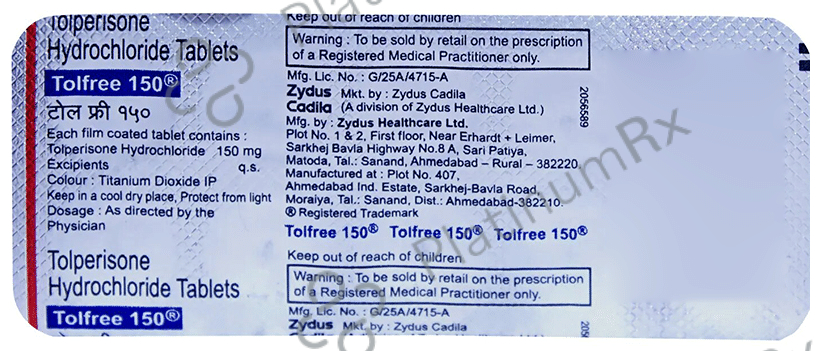 Tolperisone
Hydrochloride Tablets
Tolfree 150®
टोल फ्री १५०
Each film coated tablet contains :
Tolperisone Hydrochloride 150 mg
Excipients q.s.
Colour : Titanium Dioxide IP
Keep in a cool dry place, Protect from light
Dosage : As directed by the
Physician
Tolperisone
Hydrochloride Tablets
Tolfree 150®
Keep out of reach of children
Warning : To be sold by retail on the prescription
of a Registered Medical Practitioner only.
Mfg. Lic. No. : G/25A/4715-A
Zydus Mkt. by : Zydus Cadila
Cadila (A division of Zydus Healthcare Ltd.)
Mfg. by : Zydus Healthcare Ltd.
Plot No. 1 & 2, First floor, Near Erhardt + Leimer,
Sarkhej Bavla Highway No.8 A, Sari Patiya,
Matoda, Tal.: Sanand, Ahmedabad – Rural – 382220.
Manufactured at : Plot No. 407,
Ahmedabad Ind. Estate, Sarkhej-Bavla Road,
Moraiya, Tal.: Sanand, Dist.: Ahmedabad-382210.
® Registered Trademark
Tolfree 150® Tolfree 150® Tolfree 150®
Keep out of reach of children
Warning : To be sold by retail on the prescription
of a Registered Medical Practitioner only.
Mfg. Lic. No. : G/25A/4715-A
Zydus Mkt. by : Zydus Cadila
2056589
PlatinumRx